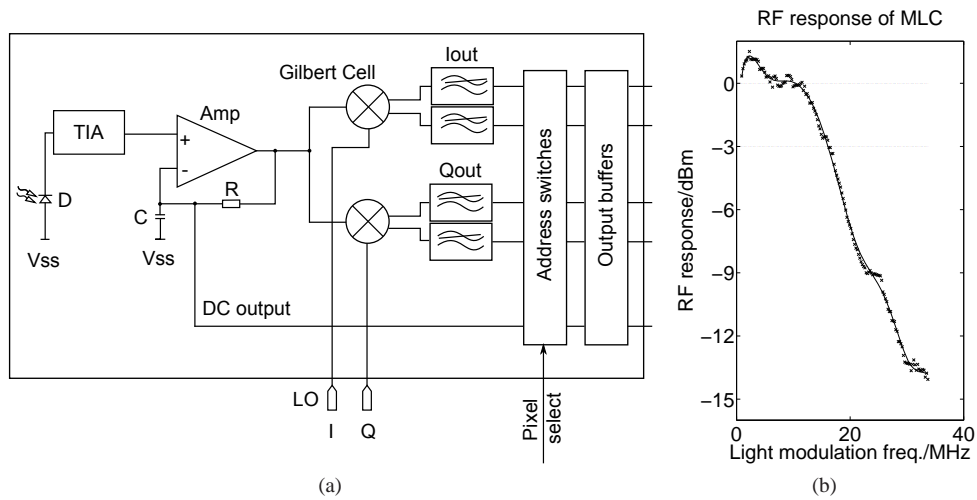 Iout
Gilbert Cell
Amp
TIA
+
-
R
D
C
Vss
Vss
Qout
DC output
Address switches
Output buffers
LO
I
Q
Pixel
select
(a)
RF response of MLC
RF response/dBm
0
−3
−6
−9
−12
−15
0
20
40
Light modulation freq./MHz
(b)